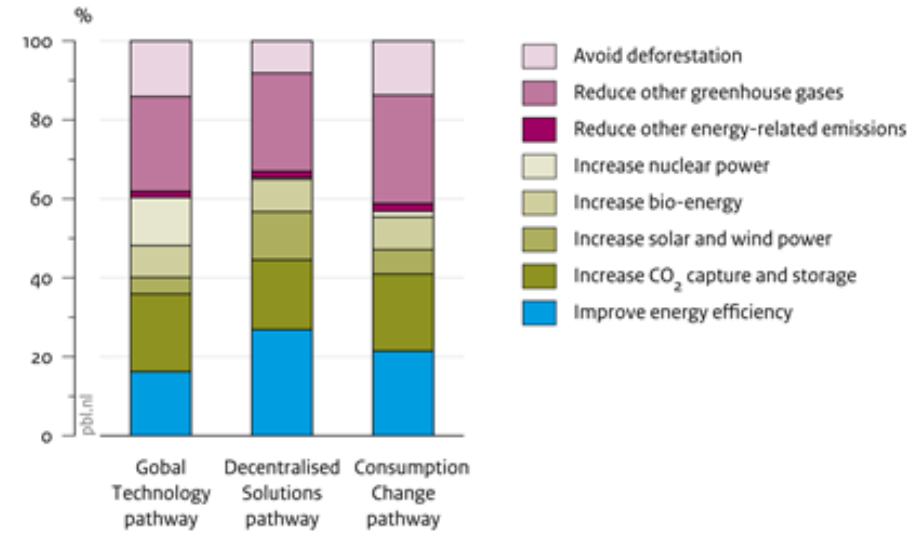 %
100
80
60
40
20
0
pbl.nl
Gobal
Technology
pathway
Decentralised
Solutions
pathway
Consumption
Change
pathway
Avoid deforestation
Reduce other greenhouse gases
Reduce other energy-related emissions
Increase nuclear power
Increase bio-energy
Increase solar and wind power
Increase CO₂ capture and storage
Improve energy efficiency